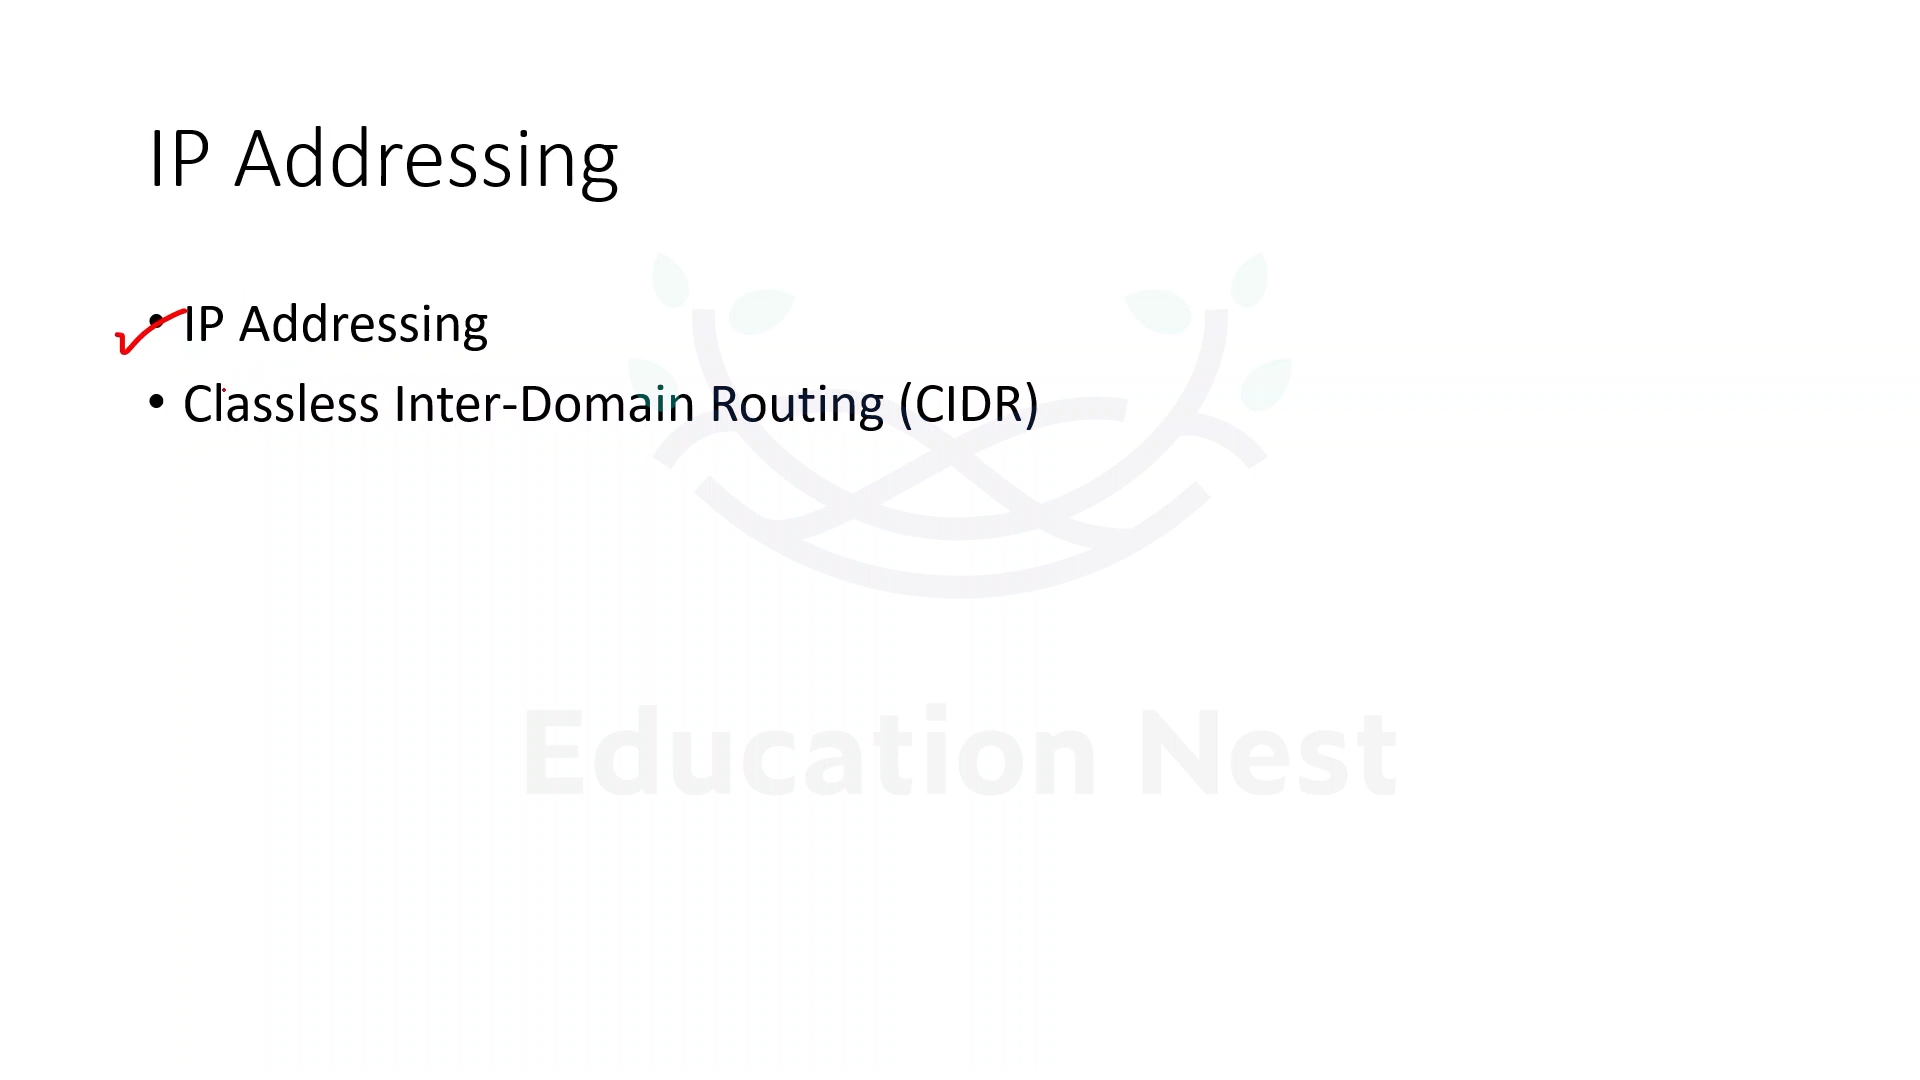 IP Addressing
• IP Addressing
• Classless Inter-Domain Routing (CIDR)
Education Nest